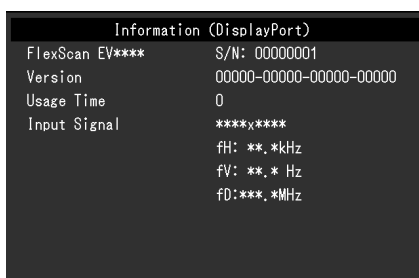 Information (DisplayPort)
FlexScan EV**** S/N: 00000001
Version 00000-00000-00000-00000
Usage Time 0
Input Signal ****x****
fH: **.*kHz
fV: **.* Hz
fD:***.*MHz